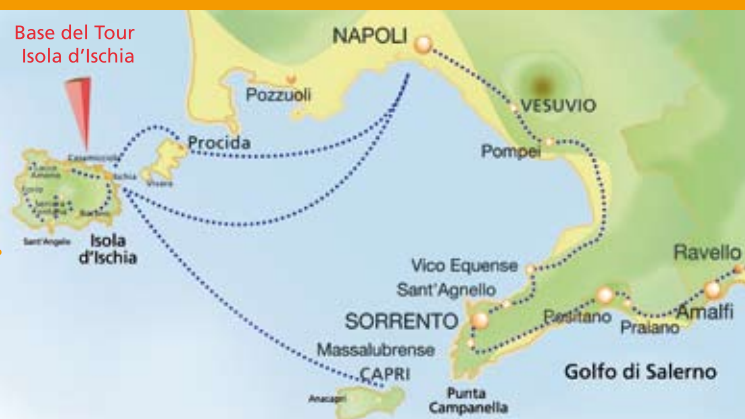 Base del Tour
Isola d'Ischia
NAPOLI
Pozzuoli
VESUVIO
Pompei
Procida
Vivara
Casamicciola
Lacco
Ameno
Ischia
Forio
Serrara
Fontana
Barano
Sant'Angelo
Isola
d'Ischia
Vico Equense
Sant'Agnello
SORRENTO
Massalubrense
CAPRI
Anacapri
Punta
Campanella
Positano
Praiano
Amalfi
Ravello
Golfo di Salerno